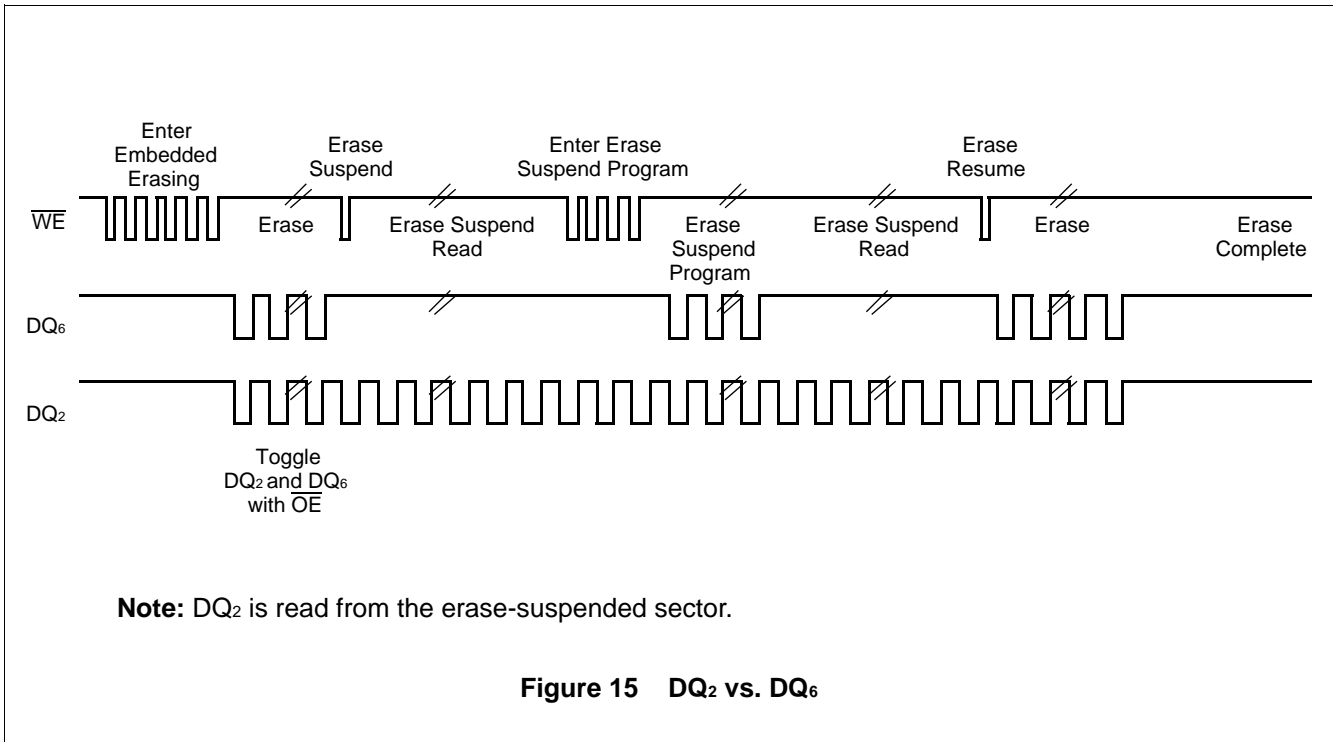 Enter
Embedded
Erasing
Erase
Suspend
Enter Erase
Suspend Program
Erase
Resume
WE
Erase
Erase Suspend
Read
Erase
Suspend
Program
Erase Suspend
Read
Erase
Erase
Complete
DQ6
DQ2
Toggle
DQ2 and DQ6
with OE
Note: DQ2 is read from the erase-suspended sector.
Figure 15 DQ2 vs. DQ6